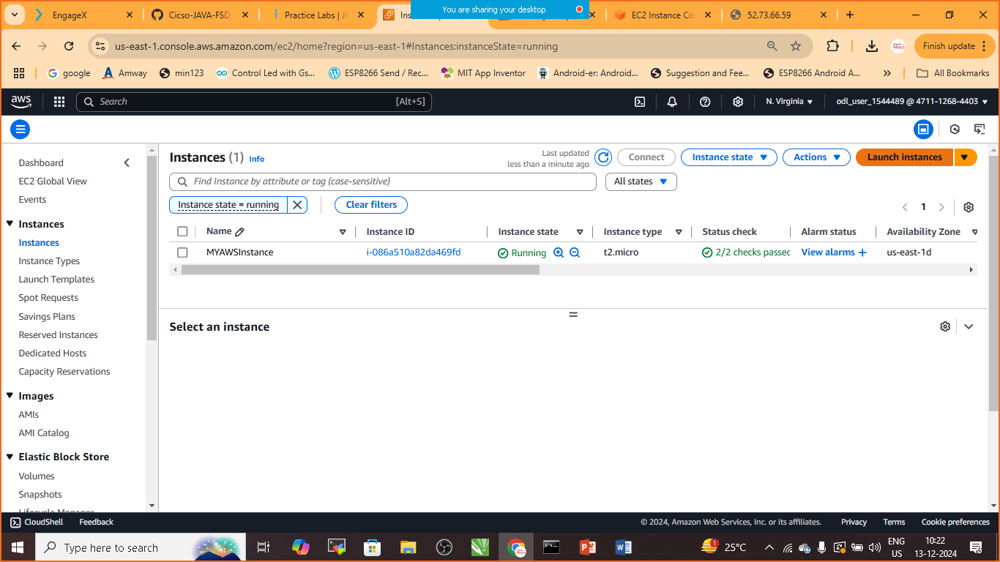 You are sharing your desktop
EngageX
Cicso-JAVA-FSD_
Practice Labs | JF
EC2 Instance Co
52.73.66.59
us-east-1.console.aws.amazon.com/ec2/home?region=us-east-1#Instances:instanceState=running
Finish update
google
Amway
min123
Control Led with Gs...
ESP8266 Send / Rec...
MIT App Inventor
Android-er: Android...
Suggestion and Fee...
ESP8266 Android A...
All Bookmarks
aws
Search
[Alt+S]
N. Virginia
odl_user_1544489 @ 4711-1268-4403
Dashboard
EC2 Global View
Events
Instances
Instances
Instance Types
Launch Templates
Spot Requests
Savings Plans
Reserved Instances
Dedicated Hosts
Capacity Reservations
Images
AMIs
AMI Catalog
Elastic Block Store
Volumes
Snapshots
Lifecycle Manager
Instances (1) Info
Last updated
less than a minute ago
Connect
Instance state
Actions
Launch instances
Find Instance by attribute or tag (case-sensitive)
All states
Instance state = running
Clear filters
1
Name Instance ID Instance state Instance type Status check Alarm status Availability Zone
MYAWSInstance i-086a510a82da469fd Running t2.micro 2/2 checks passec View alarms + us-east-1d
Select an instance
CloudShell Feedback © 2024, Amazon Web Services, Inc. or its affiliates. Privacy Terms Cookie preferences
Type here to search
1
25°C
ENG
US
10:22
13-12-2024